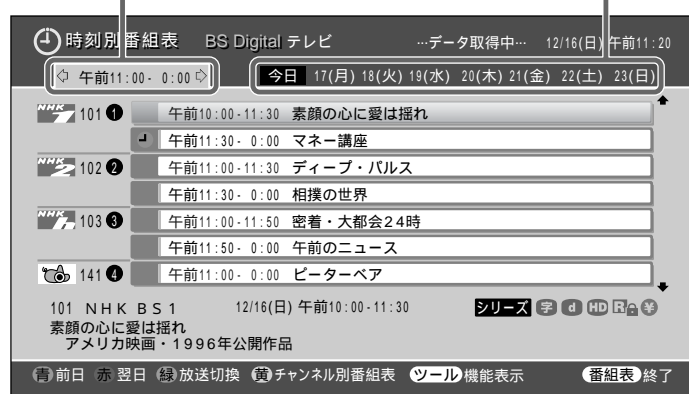 時刻別番組表 BS Digital テレビ …データ取得中… 12/16(日)午前11:20
午前11:00- 0:00 今日 17(月) 18(火) 19(水) 20(木) 21(金) 22(土) 23(日)
NHK 1 101 1 午前10:00-11:30 素顔の心に愛は揺れ
午前11:30- 0:00 マネー講座
NHK 2 102 2 午前11:00-11:30 ディープ・パルス
午前11:30- 0:00 相撲の世界
NHK h 103 3 午前11:00-11:50 密着・大都会24時
午前11:50- 0:00 午前のニュース
141 4 午前11:00- 0:00 ピーターベア
101 NHK BS1 12/16(日) 午前10:00-11:30 シリーズ 字 d HD R ¥
素顔の心に愛は揺れ
アメリカ映画・1996年公開作品
青 前日 赤 翌日 緑 放送切換 黄 チャンネル別番組表 ツール 機能表示 番組表 終了